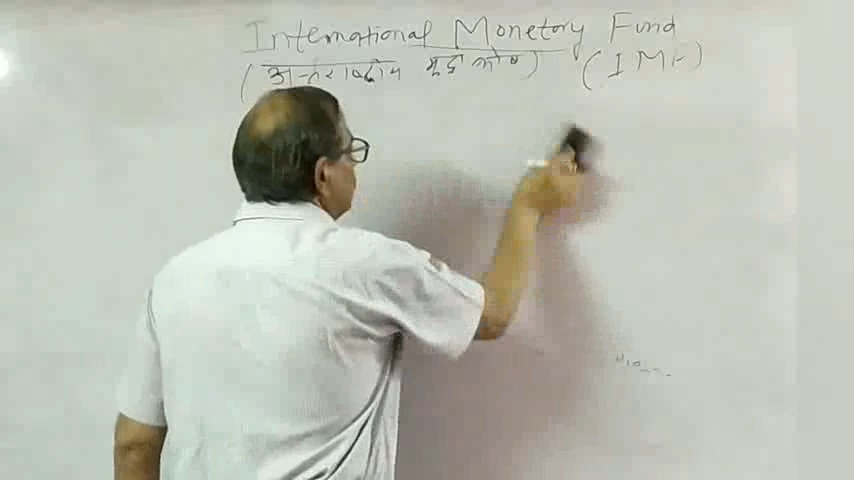 International Monetary Fund
(अन्तराष्ट्रीय मुद्रा कोष) (IMF)